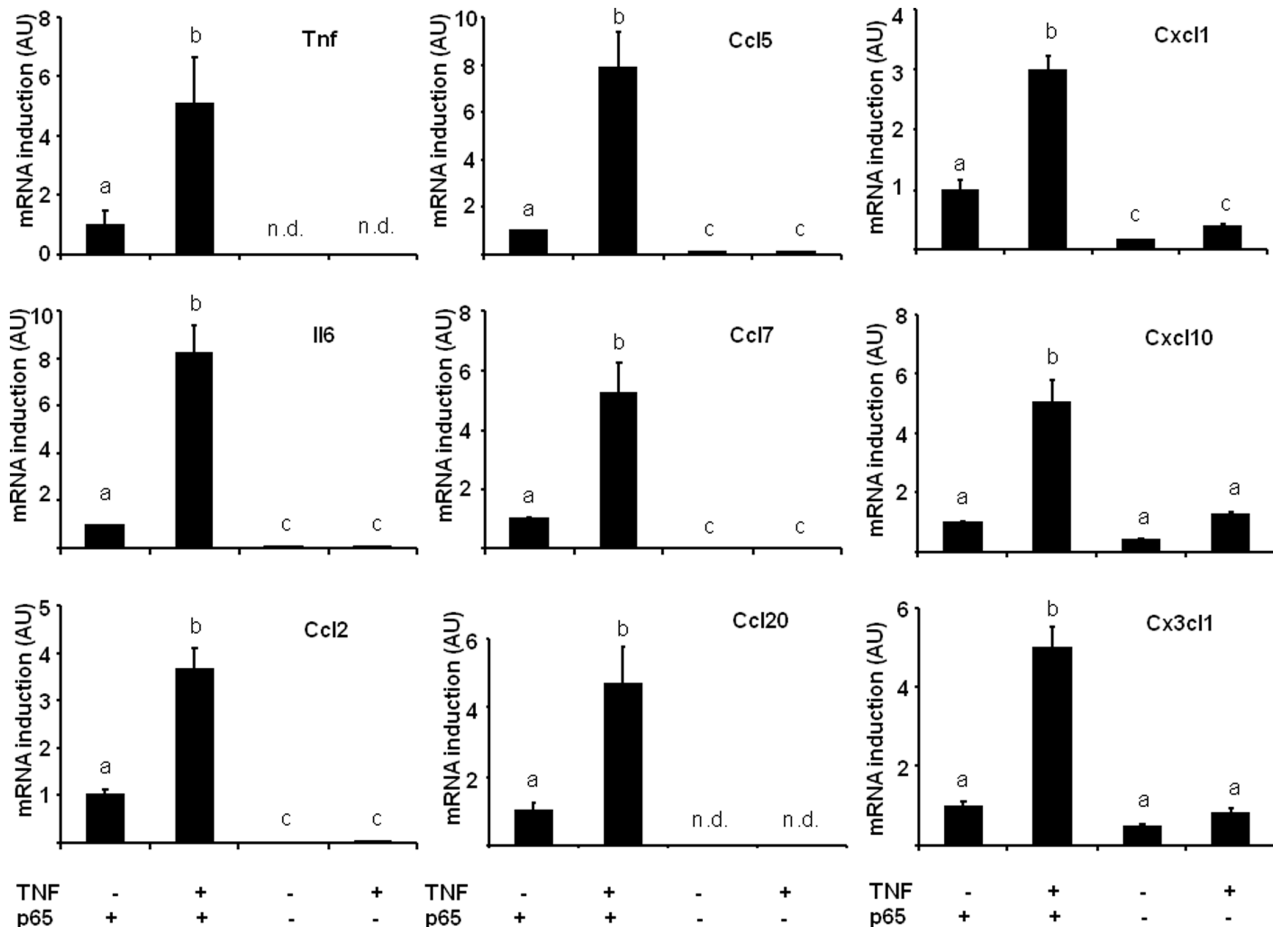 mRNA induction (AU)
8
6
4
2
0
Tnf
a
b
n.d.
n.d.
mRNA induction (AU)
10
8
6
4
2
Ccl5
a
b
c
c
mRNA induction (AU)
4
3
2
1
Cxcl1
a
b
c
c
mRNA induction (AU)
10
8
6
4
2
Il6
a
b
c
c
mRNA induction (AU)
8
6
4
2
Ccl7
a
b
c
c
mRNA induction (AU)
8
6
4
2
Cxcl10
a
b
a
a
mRNA induction (AU)
5
4
3
2
1
Ccl2
a
b
c
c
mRNA induction (AU)
6
4
2
Ccl20
a
b
n.d.
n.d.
mRNA induction (AU)
6
4
2
Cx3cl1
a
b
a
a
TNF - + - +
p65 + + - -
TNF - + - +
p65 + + - -
TNF - + - +
p65 + + - -